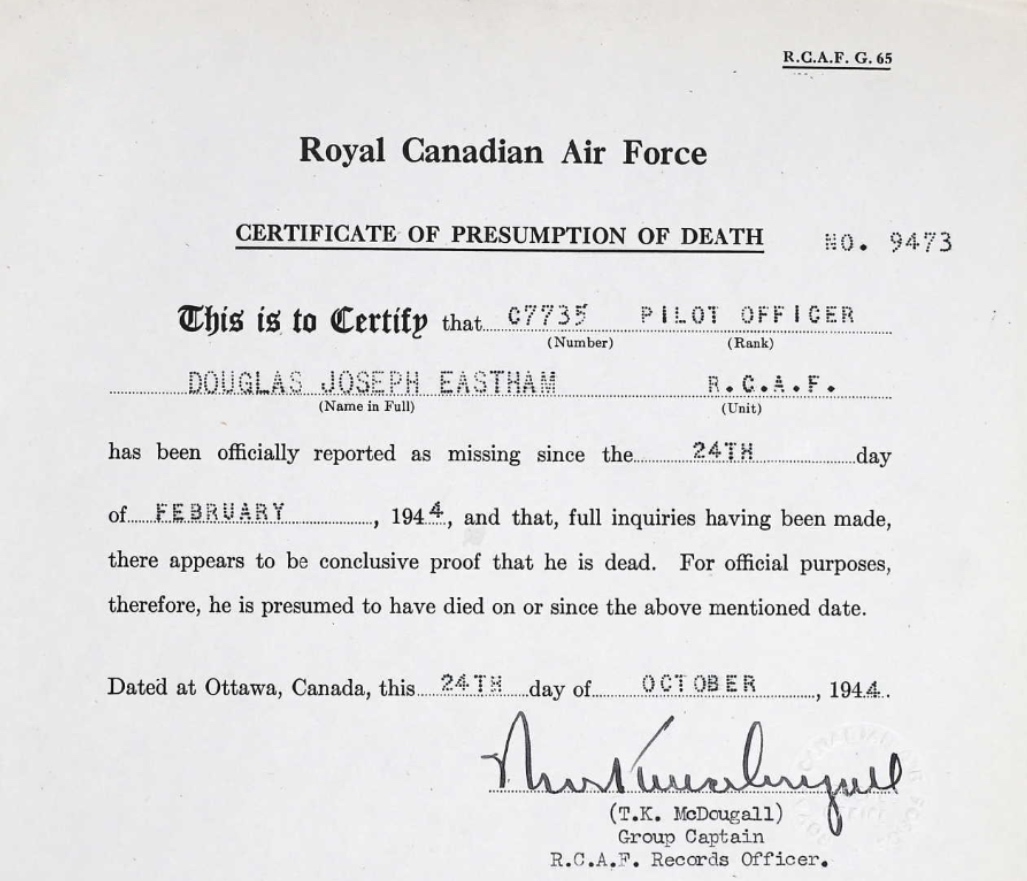 R.C.A.F. G. 65
Royal Canadian Air Force
CERTIFICATE OF PRESUMPTION OF DEATH NO. 9473
This is to Certify that C7735 PILOT OFFICER
(Number) (Rank)
DOUGLAS JOSEPH EASTHAM R.C.A.F.
(Name in Full) (Unit)
has been officially reported as missing since the 24TH day
of FEBRUARY, 1944, and that, full inquiries having been made,
there appears to be conclusive proof that he is dead. For official purposes,
therefore, he is presumed to have died on or since the above mentioned date.
Dated at Ottawa, Canada, this 24TH day of OCTOBER, 1944.
(T.K. McDougall)
Group Captain
R.C.A.F. Records Officer.